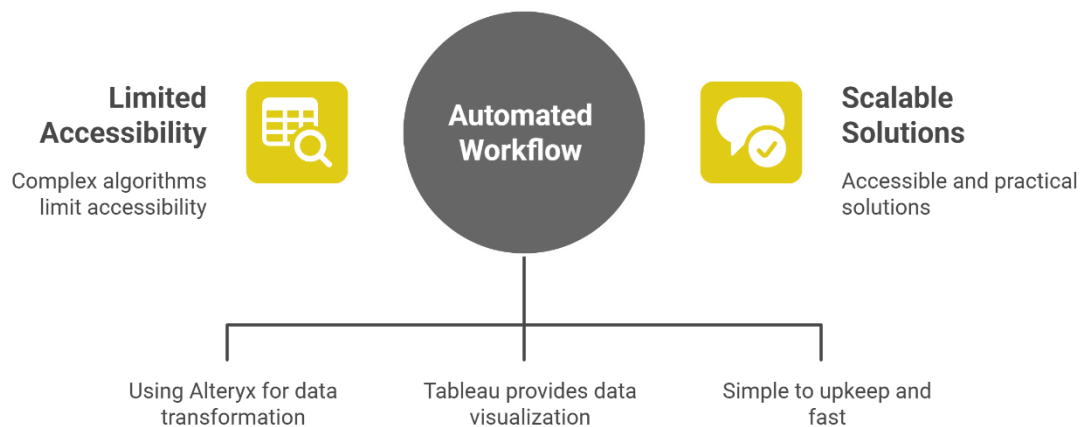 Limited
Accessibility
Complex algorithms
limit accessibility
Automated
Workflow
Scalable
Solutions
Accessible and practical
solutions
Using Alteryx for data
transformation
Tableau provides data
visualization
Simple to upkeep and
fast